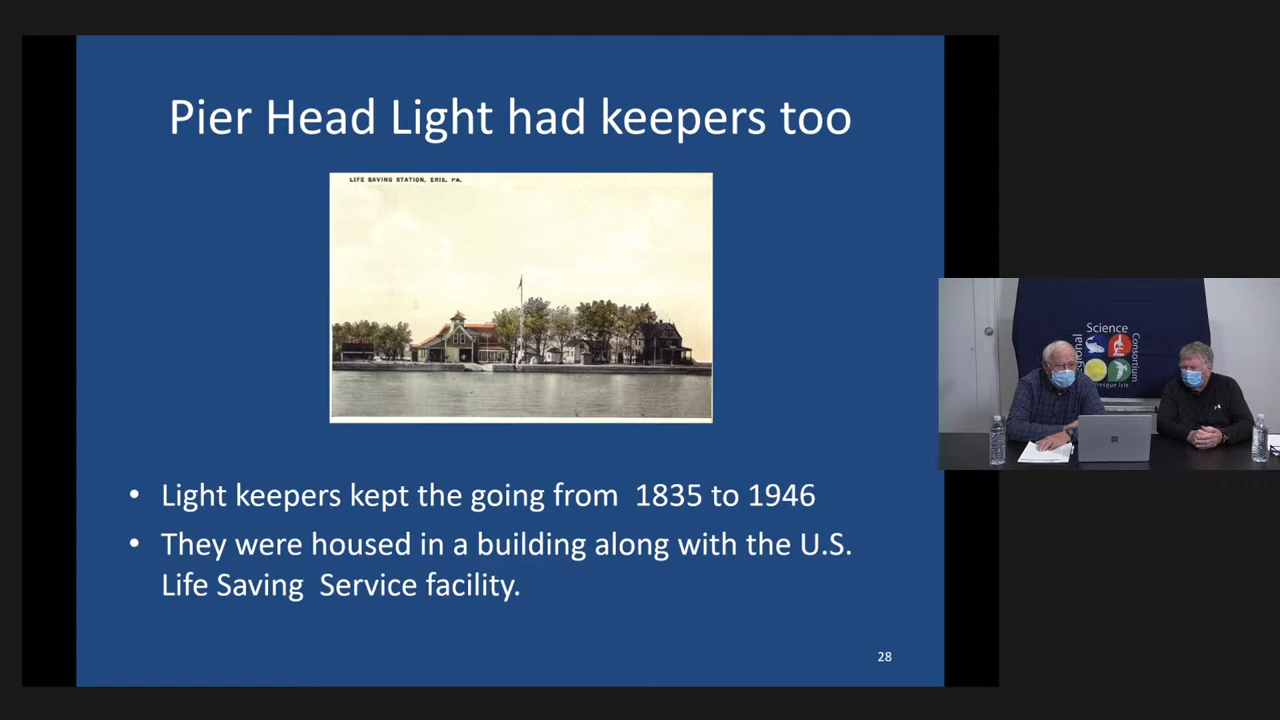 Pier Head Light had keepers too
LIFE SAVING STATION, ERIE, PA.
• Light keepers kept the going from 1835 to 1946
• They were housed in a building along with the U.S.
Life Saving Service facility.
28
Science
Consortium